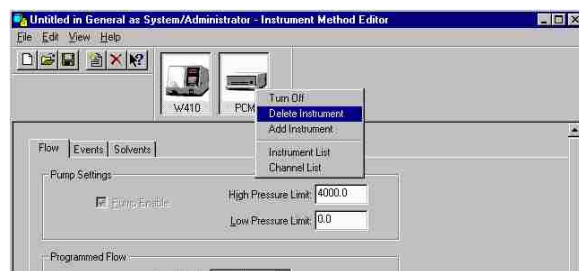 Untitled in General as System/Administrator - Instrument Method Editor
File Edit View Help
W410
PCM
Turn Off
Delete Instrument
Add Instrument
Instrument List
Channel List
Flow Events Solvents
Pump Settings
Pump Enable
High Pressure Limit: 4000.0
Low Pressure Limit: 0.0
Programmed Flow